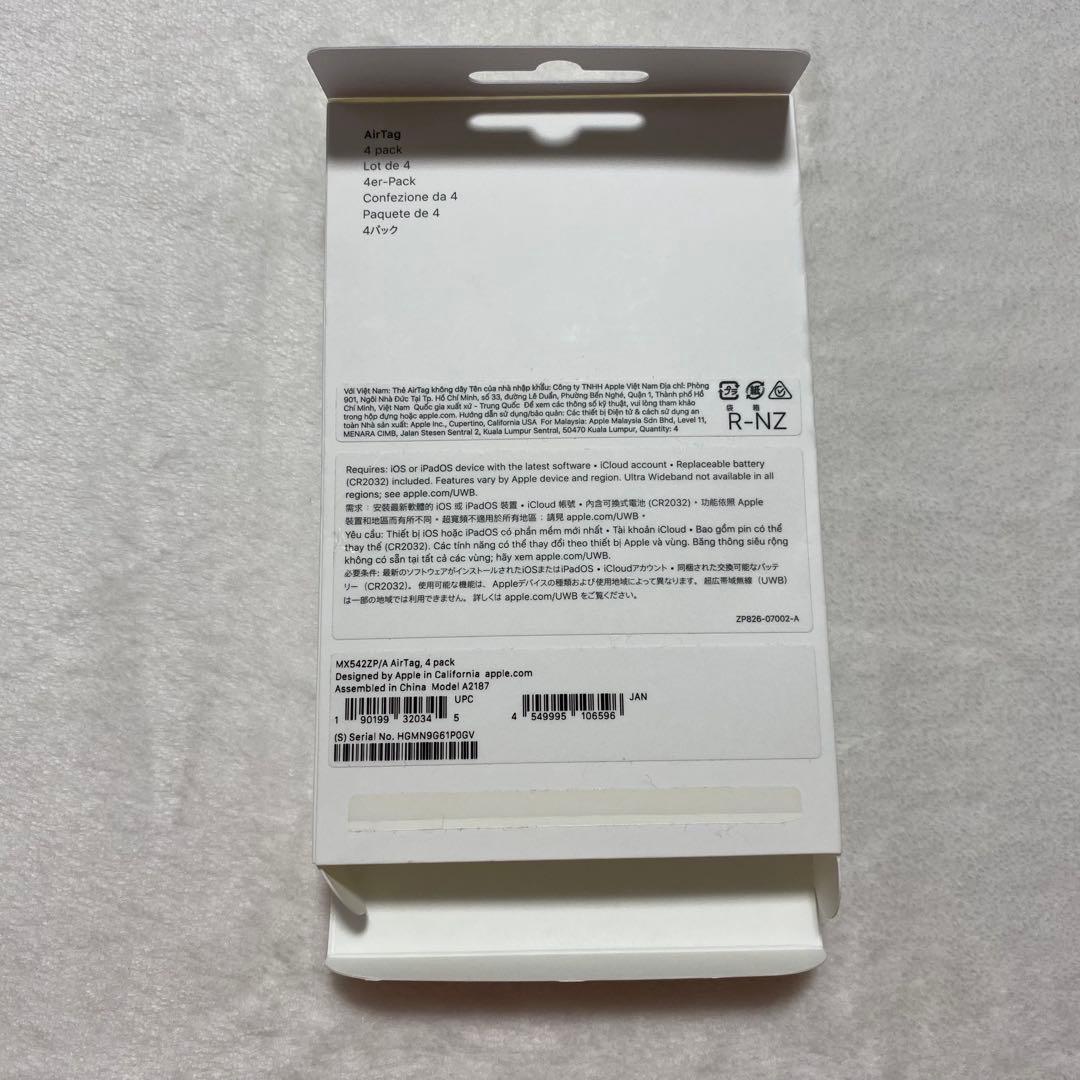 AirTag
4 pack
Lot de 4
4er-Pack
Confezione da 4
Paquete de 4
4パック
Với Việt Nam: Thẻ AirTag không dây Tên của nhà nhập khẩu: Công ty TNHH Apple Việt Nam Địa chỉ: Phòng
901, Ngôi Nhà Đức Tại Tp. Hồ Chí Minh, số 33, đường Lê Duẩn, Phường Bến Nghé, Quận 1, Thành phố Hồ
Chí Minh, Việt Nam Quốc gia xuất xứ - Trung Quốc Để xem các thông số kỹ thuật, vui lòng tham khảo
trong hộp đựng hoặc apple.com. Hướng dẫn sử dụng/bảo quản: Các thiết bị Điện tử & cách sử dụng an
toàn Nhà sản xuất: Apple Inc., Cupertino, California USA For Malaysia: Apple Malaysia Sdn Bhd, Level 11,
MENARA CIMB, Jalan Stesen Sentral 2, Kuala Lumpur Sentral, 50470 Kuala Lumpur, Quantity: 4
プラ 紙
袋 箱
R-NZ
Requires: iOS or iPadOS device with the latest software • iCloud account • Replaceable battery
(CR2032) included. Features vary by Apple device and region. Ultra Wideband not available in all
regions; see apple.com/UWB.
需求：安裝最新軟體的 iOS 或 iPadOS 裝置 • iCloud 帳號 • 內含可換式電池 (CR2032)。功能依照 Apple
裝置和地區而有所不同。超寬頻不適用於所有地區；請見 apple.com/UWB。
Yêu cầu: Thiết bị iOS hoặc iPadOS có phần mềm mới nhất • Tài khoản iCloud • Bao gồm pin có thể
thay thế (CR2032). Các tính năng có thể thay đổi theo thiết bị Apple và vùng. Băng thông siêu rộng
không có sẵn tại tất cả các vùng; hãy xem apple.com/UWB.
必要条件: 最新のソフトウェアがインストールされたiOSまたはiPadOS • iCloudアカウント • 同梱された交換可能なバッテ
リー（CR2032）。使用可能な機能は、Appleデバイスの種類および使用地域によって異なります。超広帯域無線（UWB）
は一部の地域では利用できません。詳しくは apple.com/UWB をご覧ください。
ZP826-07002-A
MX542ZP/A AirTag, 4 pack
Designed by Apple in California apple.com
Assembled in China Model A2187
UPC
JAN
1 90199 32034 5
4 549995 106596
(S) Serial No. HGMN9G61P0GV